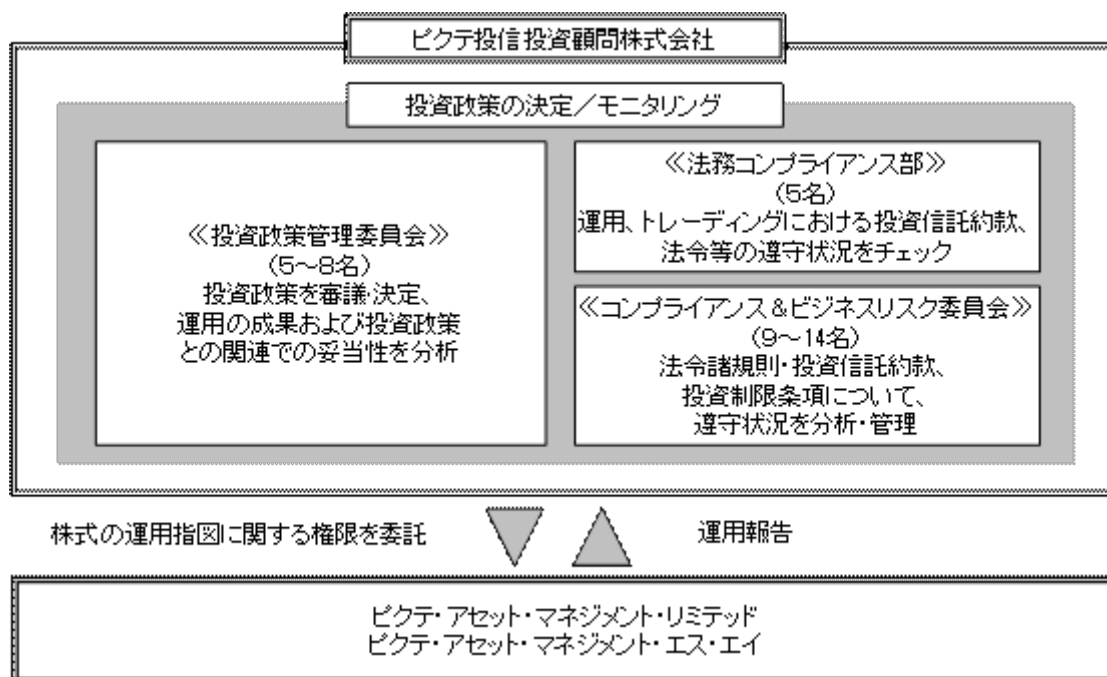 ピクテ投信投資顧問株式会社
投資政策の決定／モニタリング
≪投資政策管理委員会≫
(5～8名)
投資政策を審議・決定、
運用の成果および投資政策
との関連での妥当性を分析
≪法務コンプライアンス部≫
(5名)
運用、トレーディングにおける投資信託約款、
法令等の遵守状況をチェック
≪コンプライアンス＆ビジネスリスク委員会≫
(9～14名)
法令諸規則・投資信託約款、
投資制限条項について、
遵守状況を分析・管理
株式の運用指図に関する権限を委託
運用報告
ピクテ・アセット・マネジメント・リミテッド
ピクテ・アセット・マネジメント・エス・エイ